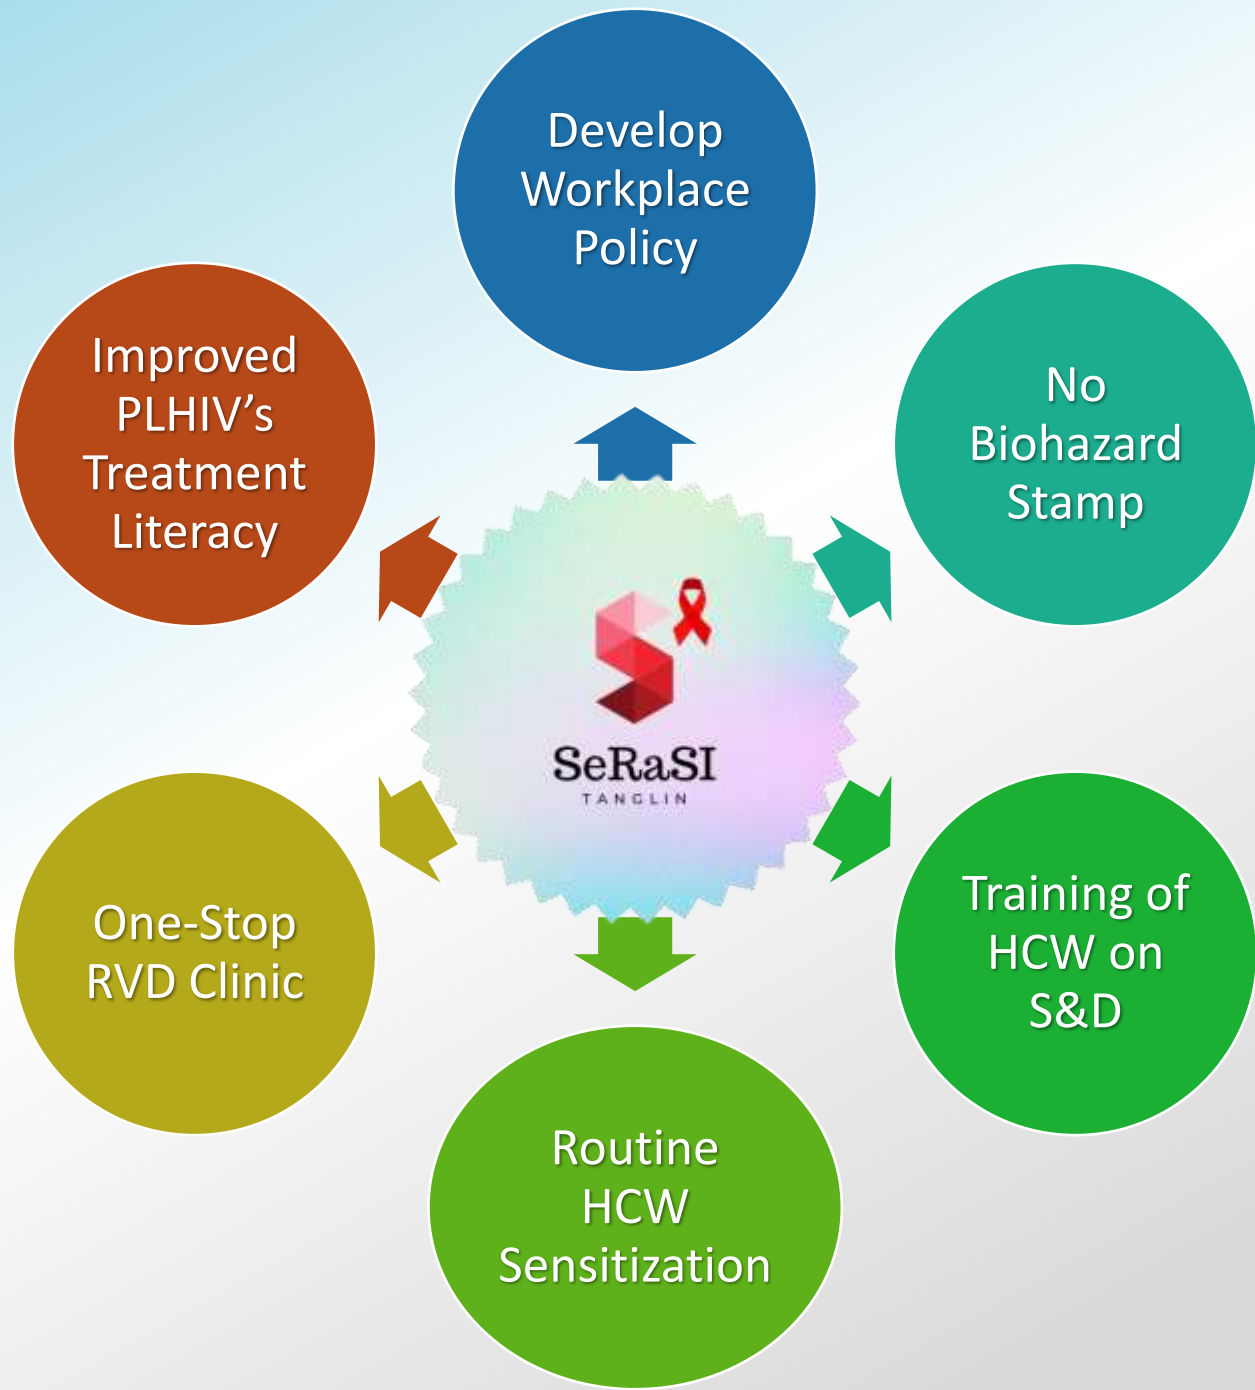 Develop
Workplace
Policy
No
Biohazard
Stamp
Training of
HCW on
S&D
Routine
HCW
Sensitization
One-Stop
RVD Clinic
Improved
PLHIV’s
Treatment
Literacy
SeRaSI
TANGLIN